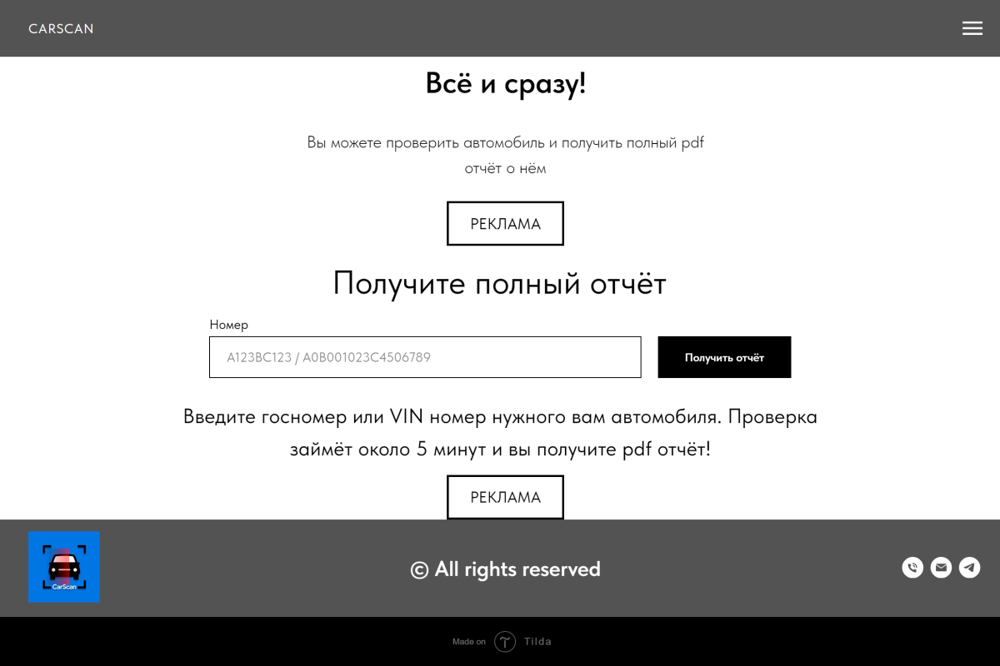 CARSCAN
Всё и сразу!
Вы можете проверить автомобиль и получить полный pdf
отчёт о нём
РЕКЛАМА
Получите полный отчёт
Номер
A123BC123 / A0B001023C4506789
Получить отчёт
Введите госномер или VIN номер нужного вам автомобиля. Проверка
займёт около 5 минут и вы получите pdf отчёт!
РЕКЛАМА
CarScan
© All rights reserved
Made on Tilda